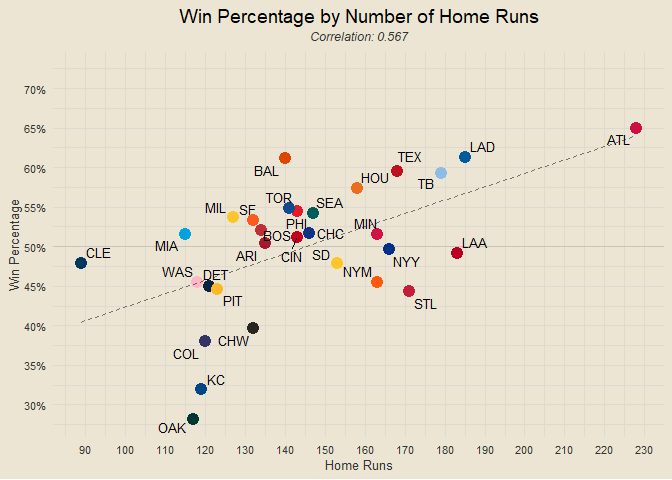 Win Percentage by Number of Home Runs
Correlation: 0.567
70%
65%
60%
55%
50%
45%
40%
35%
30%
Win Percentage
ATL
LAD
TEX
TB
BAL
HOU
TOR
SEA
MIL
SF
PHI
MIN
BOS
CHC
MIA
ARI
CIN
SD
LAA
CLE
NYY
WAS
DET
NYM
PIT
STL
CHW
COL
KC
OAK
90 100 110 120 130 140 150 160 170 180 190 200 210 220 230
Home Runs